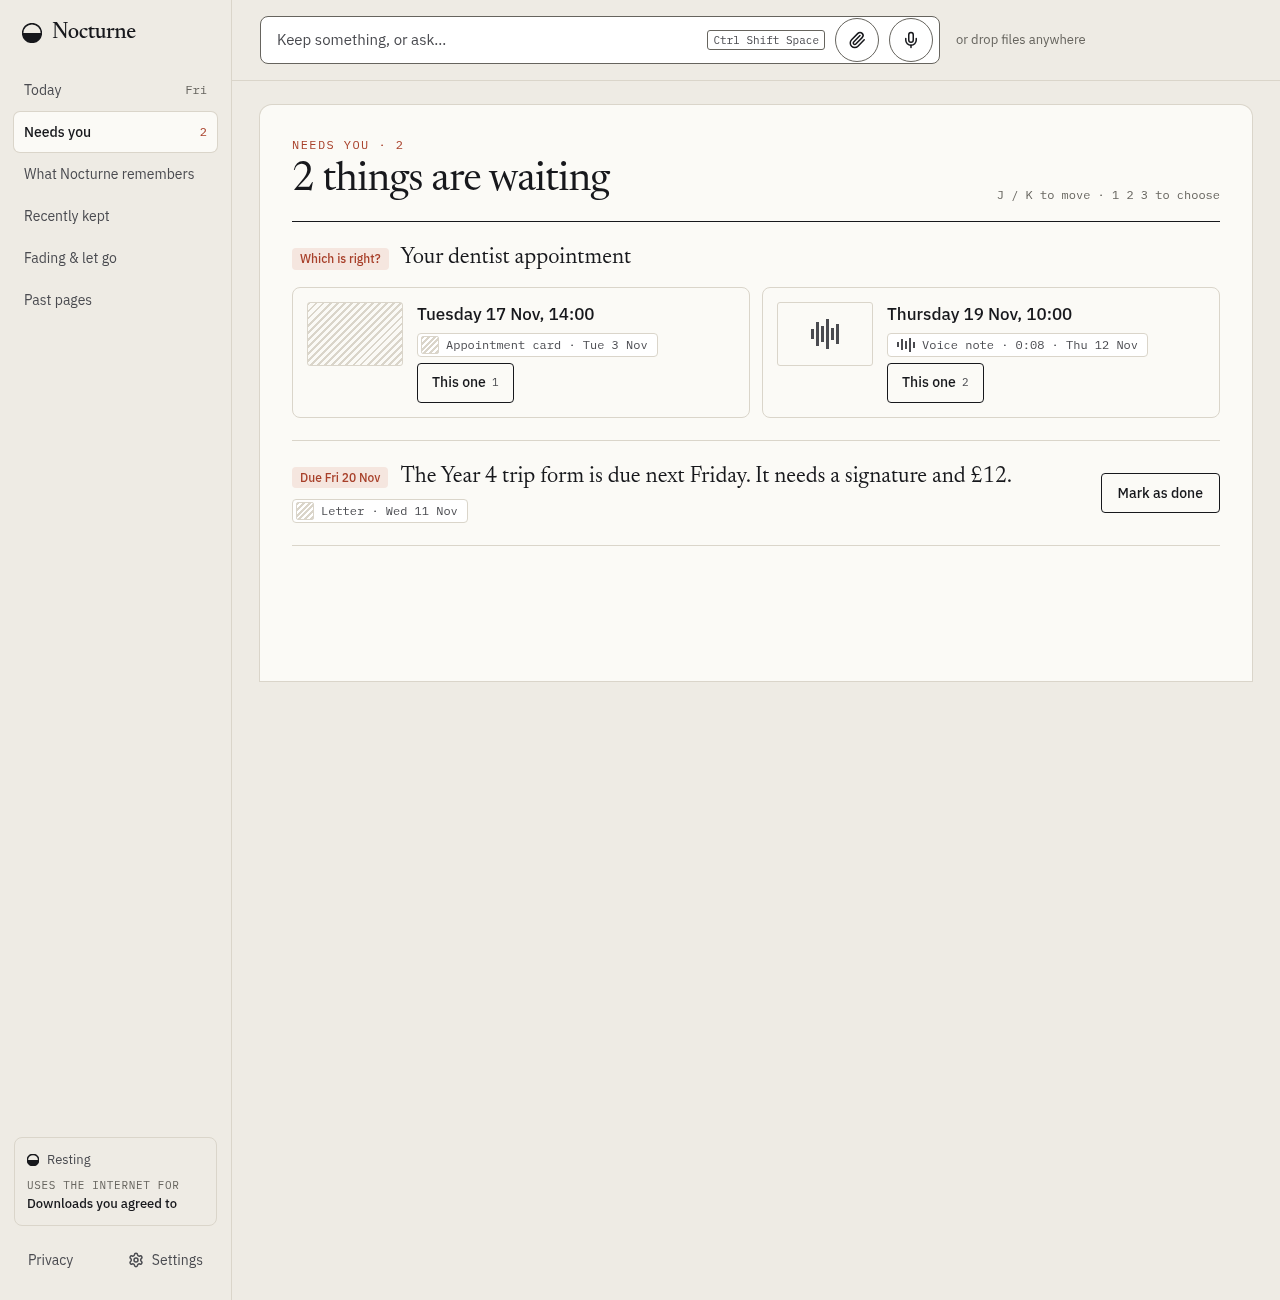 Nocturne
Keep something, or ask...
Ctrl Shift Space
or drop files anywhere
Today
Fri
Needs you
2
What Nocturne remembers
Recently kept
Fading & let go
Past pages
NEEDS YOU · 2
2 things are waiting
J / K to move · 1 2 3 to choose
Which is right?
Your dentist appointment
Tuesday 17 Nov, 14:00
Appointment card · Tue 3 Nov
This one 1
Thursday 19 Nov, 10:00
Voice note · 0:08 · Thu 12 Nov
This one 2
Due Fri 20 Nov
The Year 4 trip form is due next Friday. It needs a signature and £12.
Letter · Wed 11 Nov
Mark as done
Resting
USES THE INTERNET FOR
Downloads you agreed to
Privacy
Settings